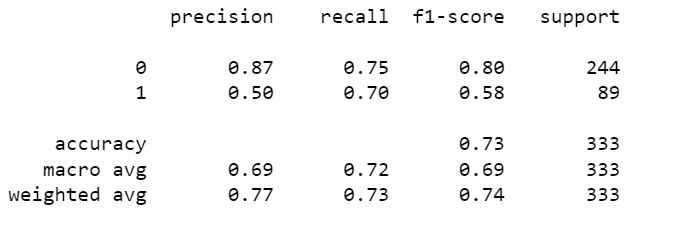 precision recall f1-score support
0 0.87 0.75 0.80 244
1 0.50 0.70 0.58 89
accuracy 0.73 333
macro avg 0.69 0.72 0.69 333
weighted avg 0.77 0.73 0.74 333